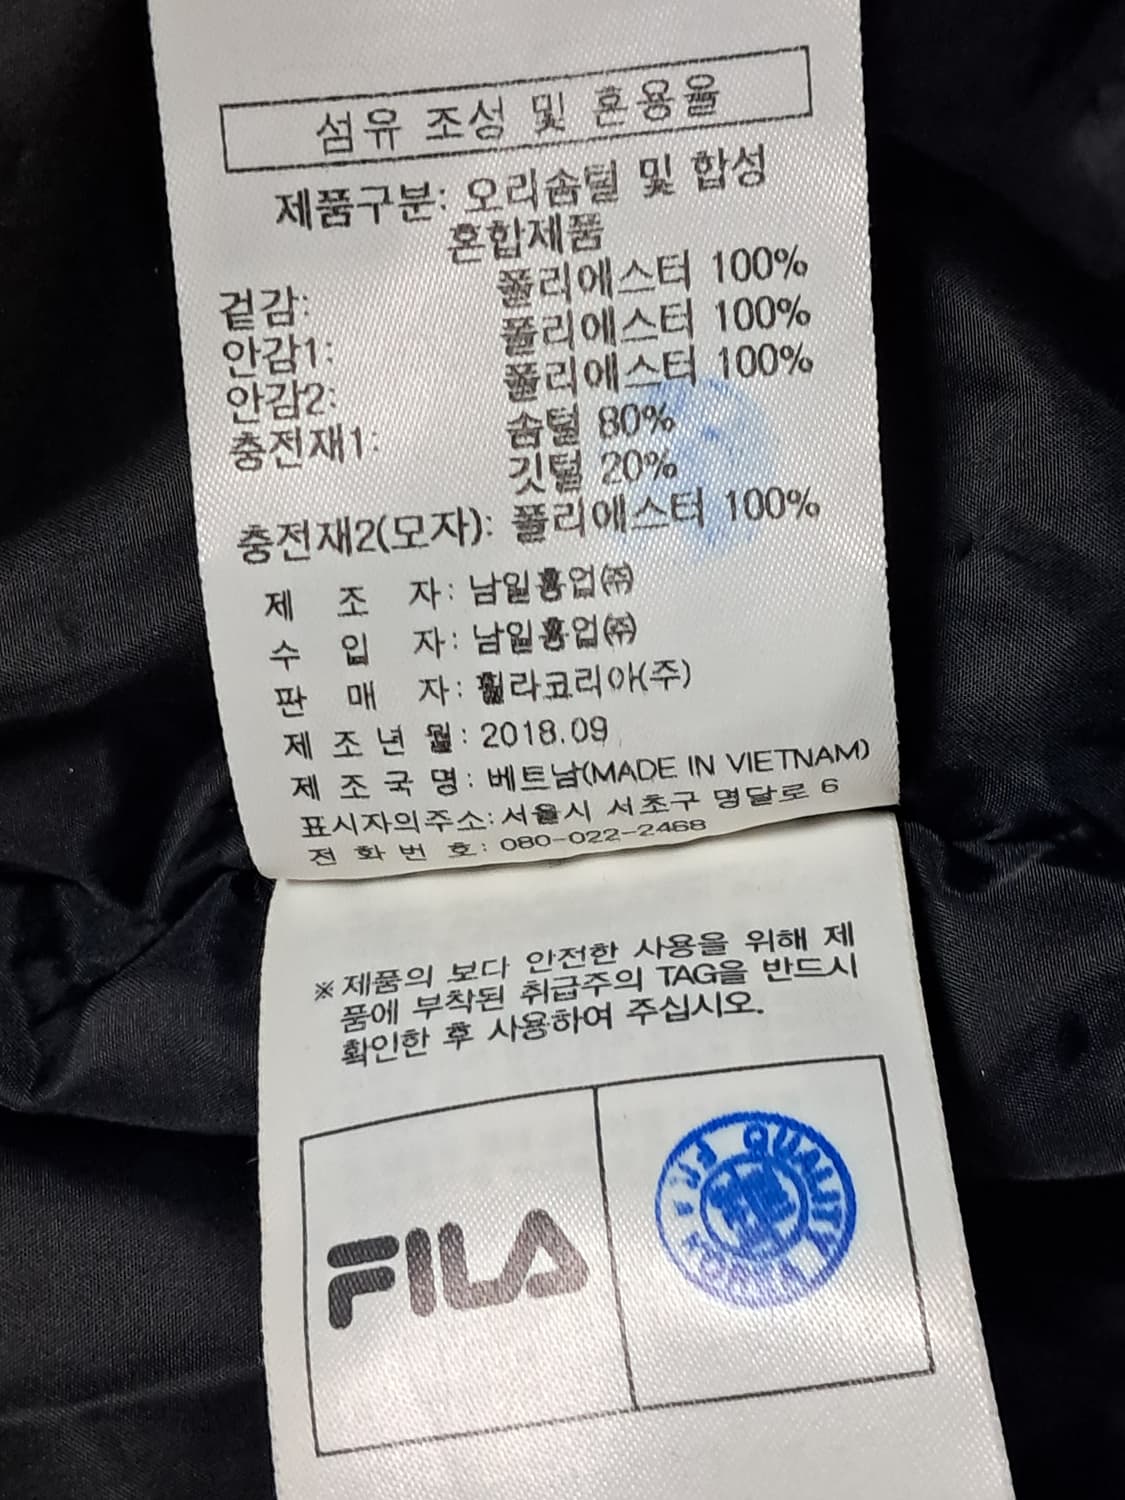 섬유 조성 및 혼용율
제품구분: 오리솜털 및 합성
혼합제품
겉감: 폴리에스터 100%
안감1: 폴리에스터 100%
안감2: 폴리에스터 100%
충전재1: 솜털 80%
깃털 20%
충전재2(모자): 폴리에스터 100%
제 조 자: 남일흥업㈜
수 입 자: 남일흥업㈜
판 매 자: 휠라코리아(주)
제 조 년 월: 2018.09
제 조 국 명: 베트남(MADE IN VIETNAM)
표시자의주소: 서울시 서초구 명달로 6
전 화 번 호: 080-022-2468
※제품의 보다 안전한 사용을 위해 제
품에 부착된 취급주의 TAG을 반드시
확인한 후 사용하여 주십시오.
FILA
QUALITY
KOREA